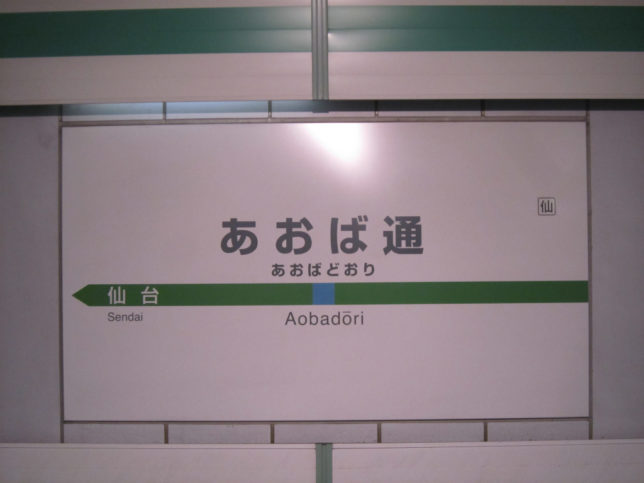 仙
あおば通
あおばどおり
仙台
Sendai
Aobadōri